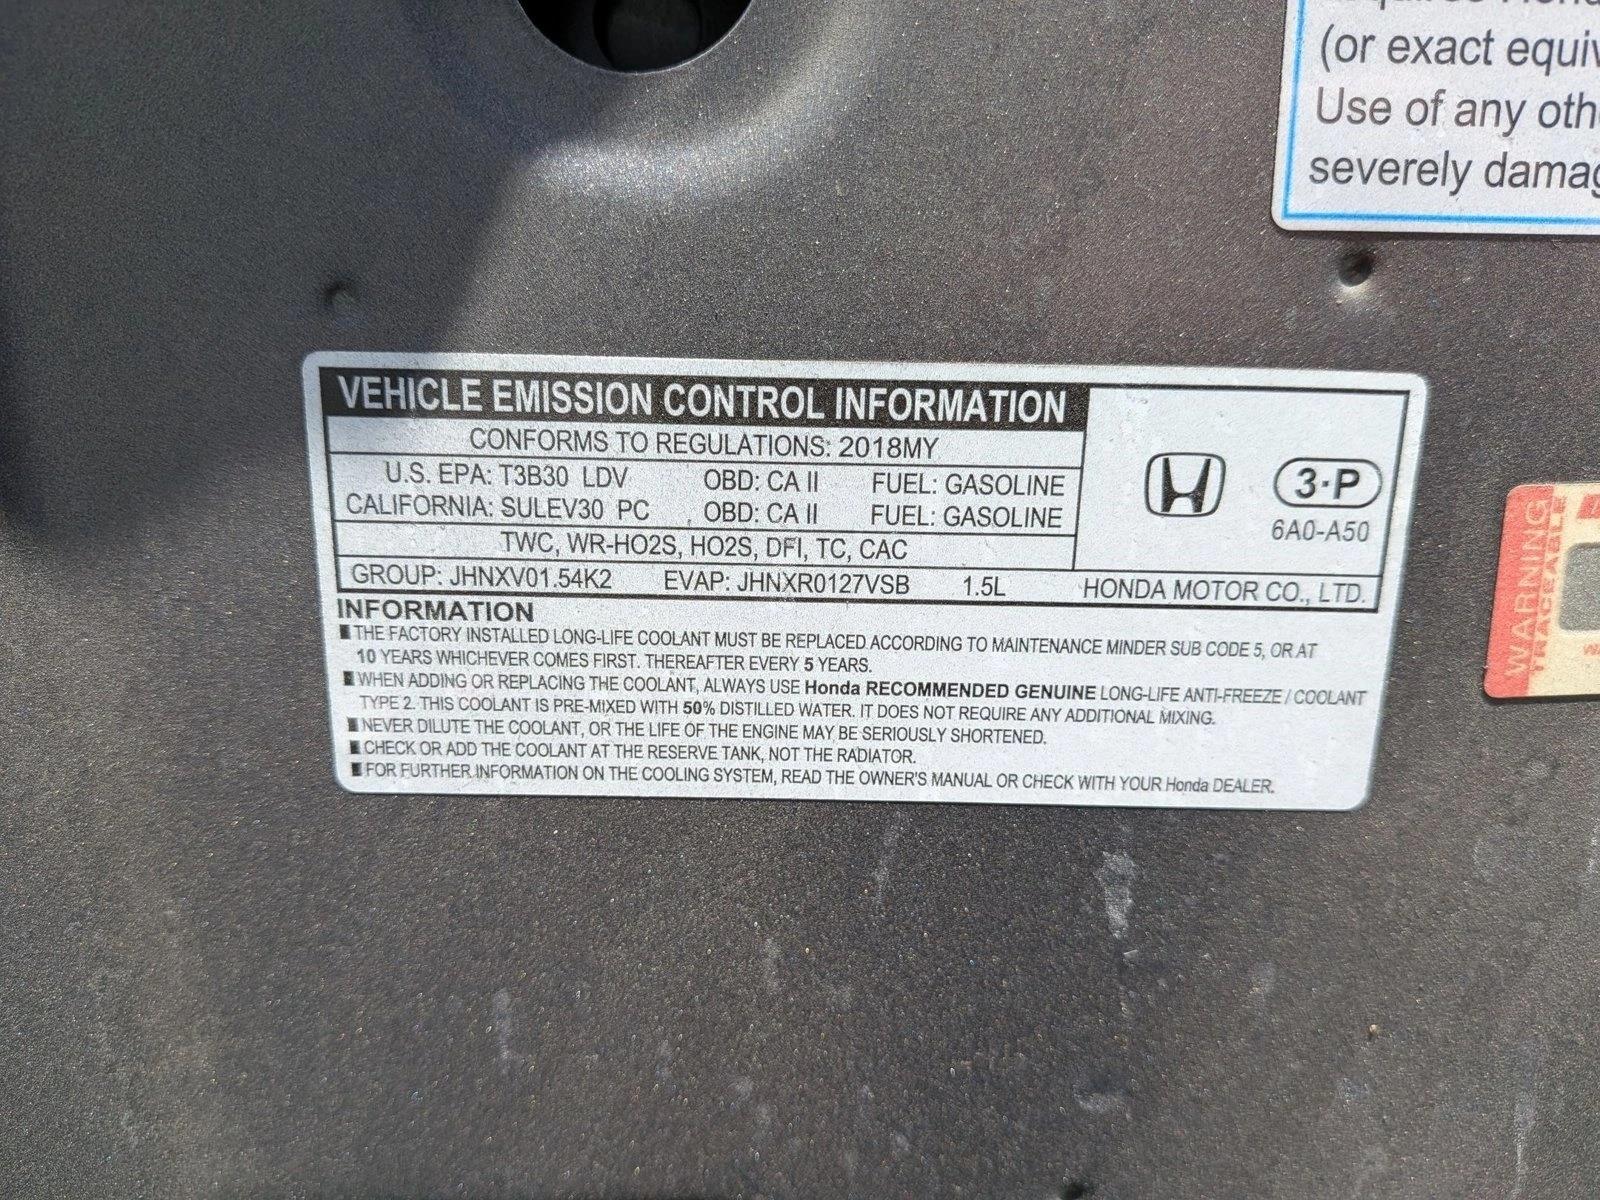 (or exact
Use of any
severely
VEHICLE EMISSION CONTROL INFORMATION
CONFORMS TO REGULATIONS: 2018MY
U.S. EPA: T3B30 LDV OBD: CA II FUEL: GASOLINE
CALIFORNIA: SULEV30 PC OBD: CA II FUEL: GASOLINE
TWC, WR-HO2S, HO2S, DFI, TC, CAC
GROUP: JHNXV01.54K2 EVAP: JHNXR0127VSB 1.5L
3·P
6A0-A50
HONDA MOTOR CO., LTD.
INFORMATION
THE FACTORY INSTALLED LONG-LIFE COOLANT MUST BE REPLACED ACCORDING TO MAINTENANCE MINDER SUB CODE 5, OR AT
10 YEARS WHICHEVER COMES FIRST. THEREAFTER EVERY 5 YEARS.
WHEN ADDING OR REPLACING THE COOLANT, ALWAYS USE Honda RECOMMENDED GENUINE LONG-LIFE ANTI-FREEZE / COOLANT
TYPE 2. THIS COOLANT IS PRE-MIXED WITH 50% DISTILLED WATER. IT DOES NOT REQUIRE ANY ADDITIONAL MIXING.
NEVER DILUTE THE COOLANT, OR THE LIFE OF THE ENGINE MAY BE SERIOUSLY SHORTENED.
CHECK OR ADD THE COOLANT AT THE RESERVE TANK, NOT THE RADIATOR.
FOR FURTHER INFORMATION ON THE COOLING SYSTEM, READ THE OWNER'S MANUAL OR CHECK WITH YOUR Honda DEALER.
WARNING
TRACEABLE